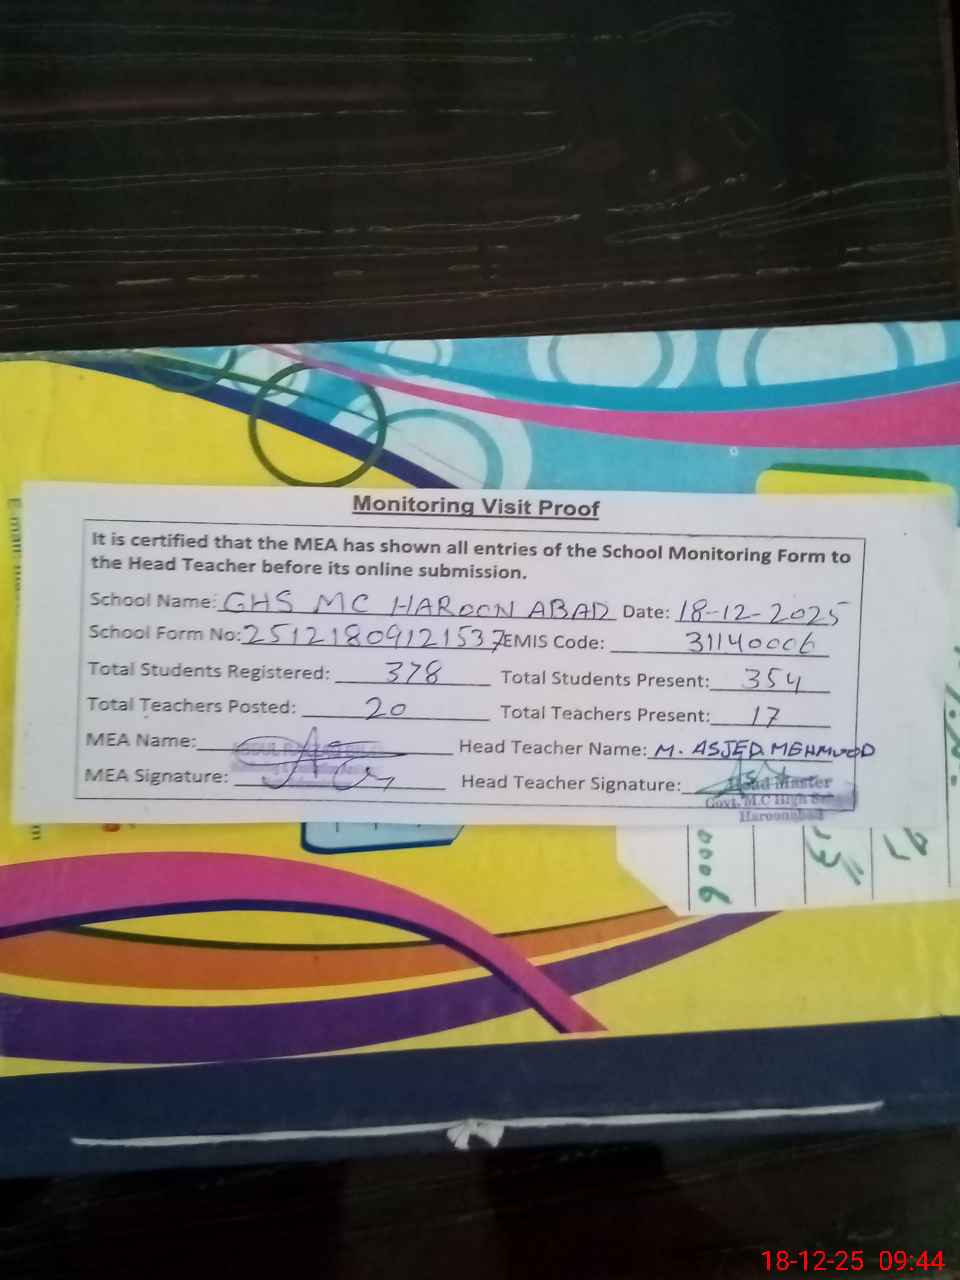 Monitoring Visit Proof
It is certified that the MEA has shown all entries of the School Monitoring Form to
the Head Teacher before its online submission.
School Name: GHS MC HAROON ABAD Date: 18-12-2025
School Form No: 25121809121537 EMIS Code: 31140006
Total Students Registered: 378 Total Students Present: 354
Total Teachers Posted: 20 Total Teachers Present: 17
MEA Name: Head Teacher Name: M. ASJED MEHMOOD
MEA Signature: Head Teacher Signature:
Head Master
Govt. M.C High
Haroonabad
18-12-25 09:44